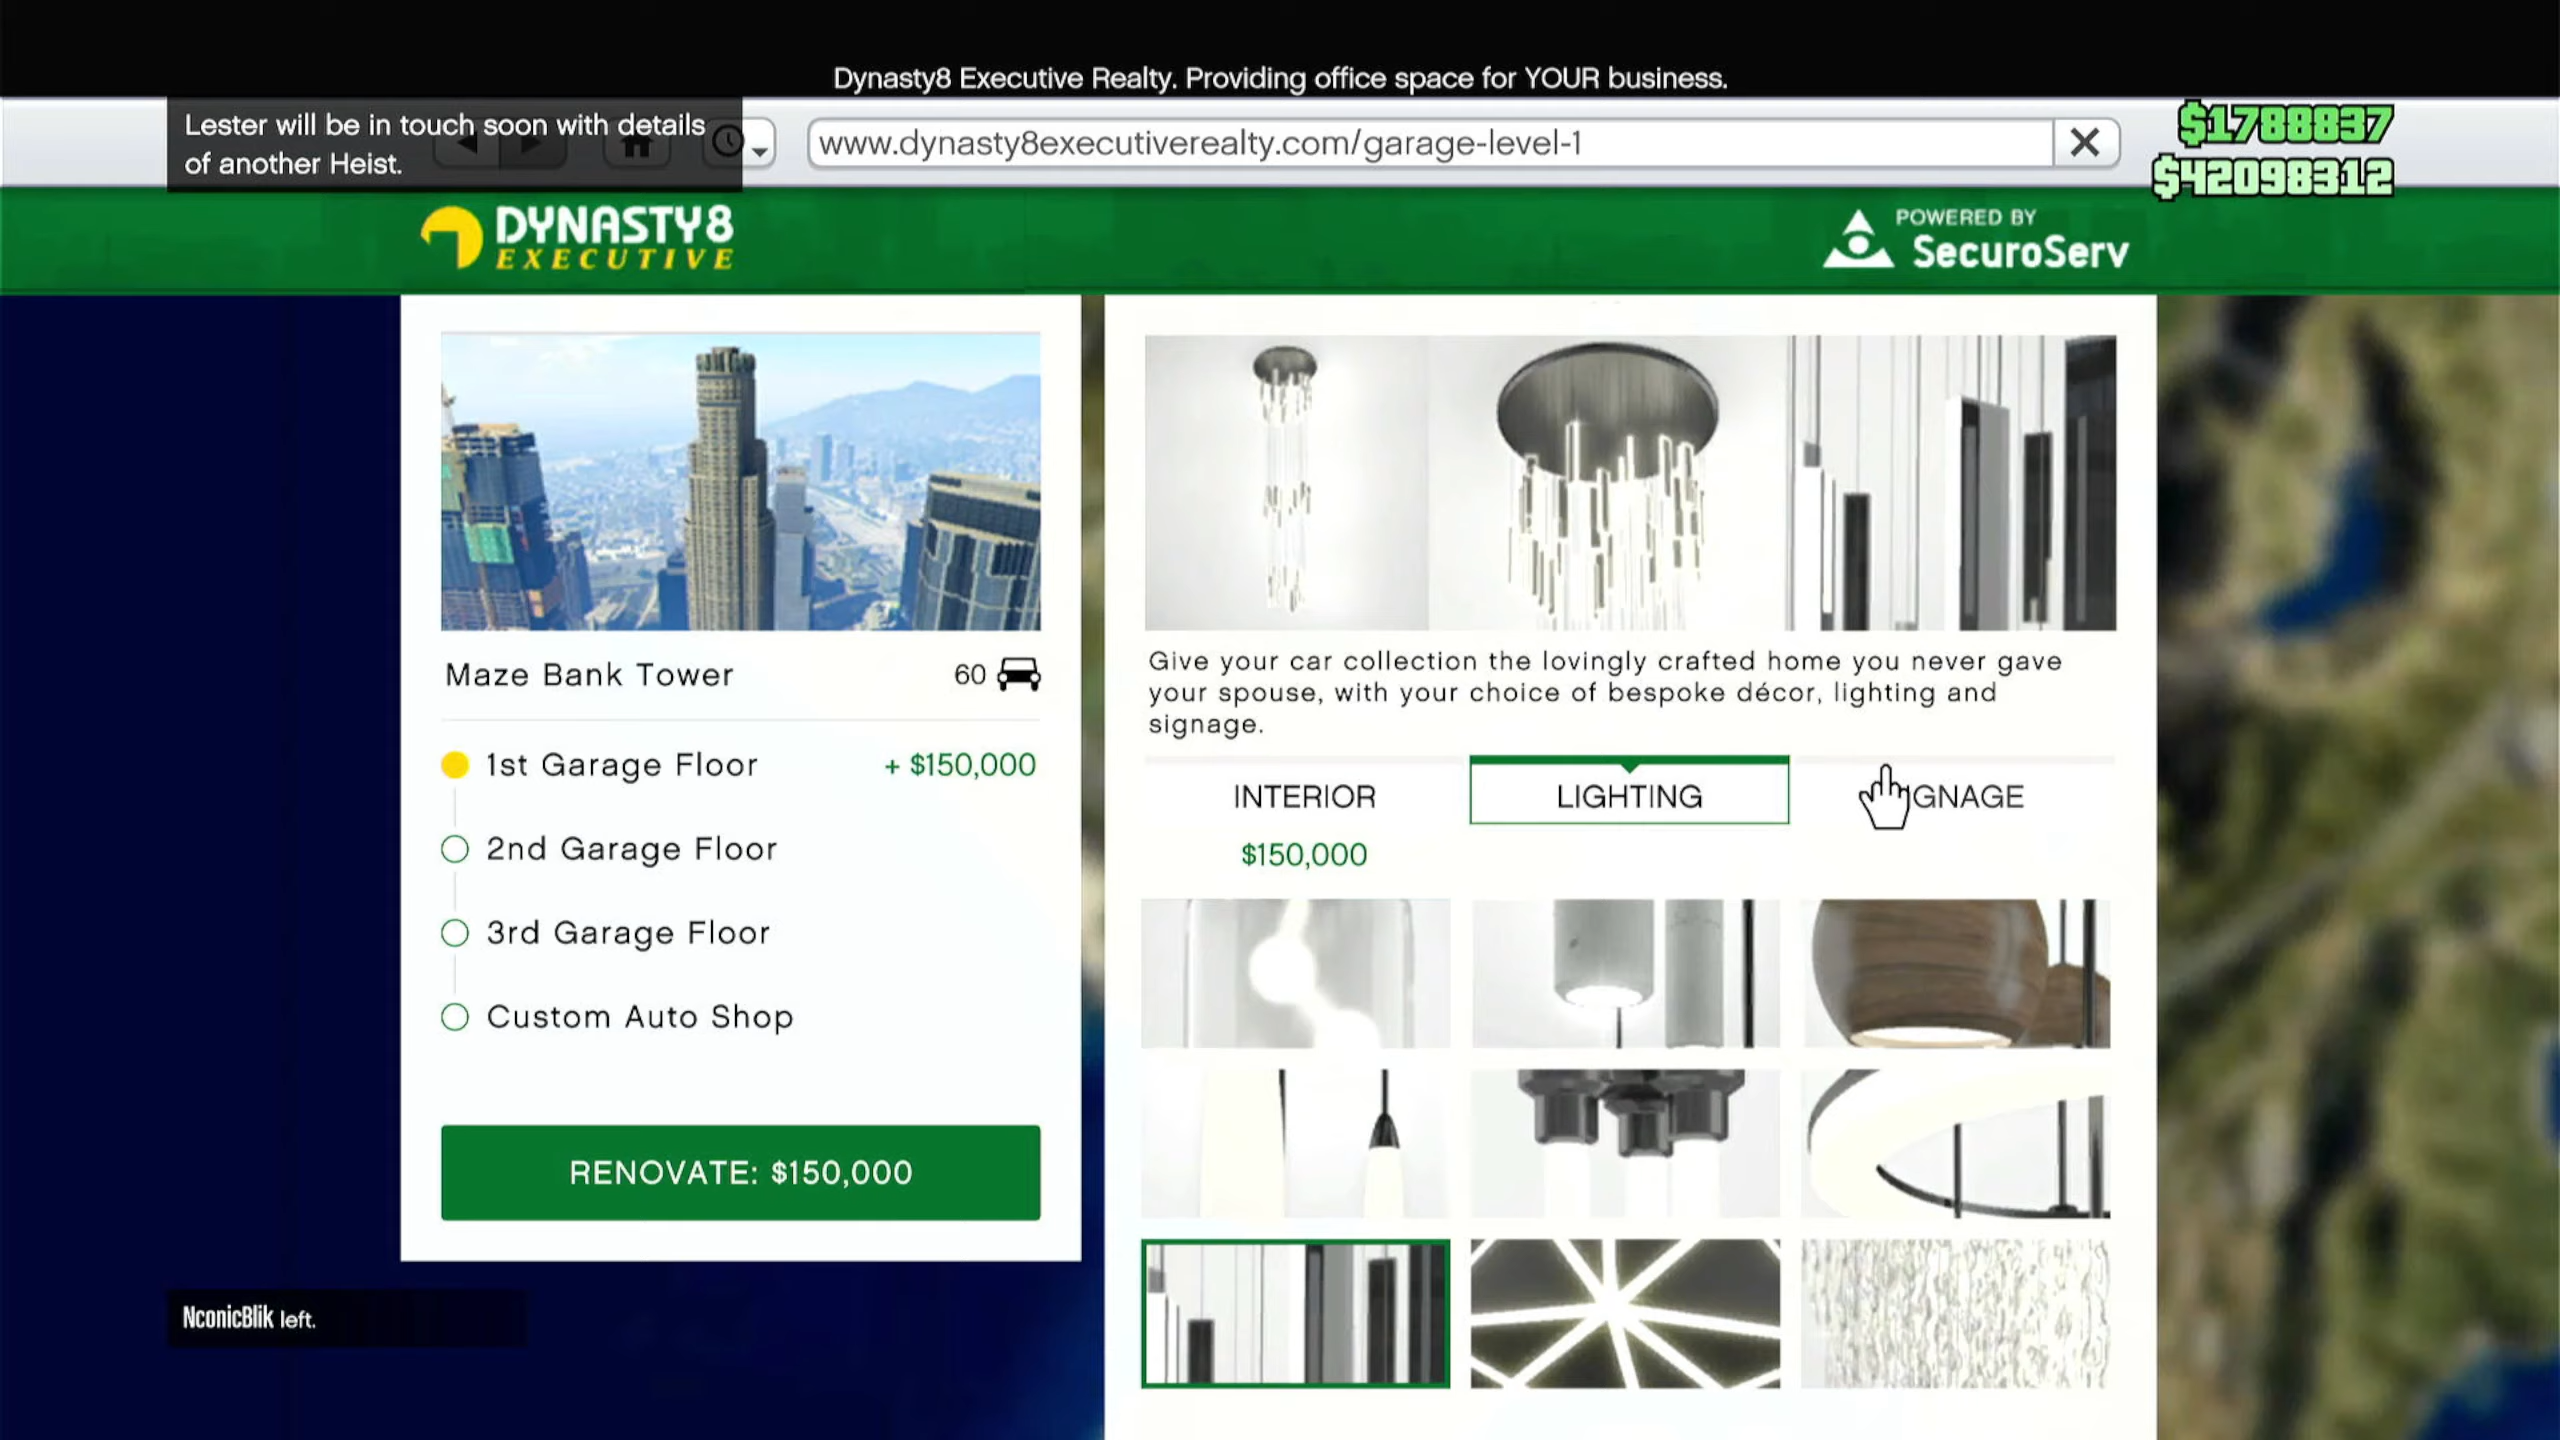 Dynasty8 Executive Realty. Providing office space for YOUR business.
Lester will be in touch soon with details
of another Heist.
www.dynasty8executiverealty.com/garage-level-1
$1788837
$42098312
DYNASTY8
EXECUTIVE
POWERED BY
SecuroServ
Maze Bank Tower 60
1st Garage Floor + $150,000
2nd Garage Floor
3rd Garage Floor
Custom Auto Shop
RENOVATE: $150,000
Give your car collection the lovingly crafted home you never gave
your spouse, with your choice of bespoke décor, lighting and
signage.
INTERIOR LIGHTING GNAGE
$150,000
NconicBlik left.